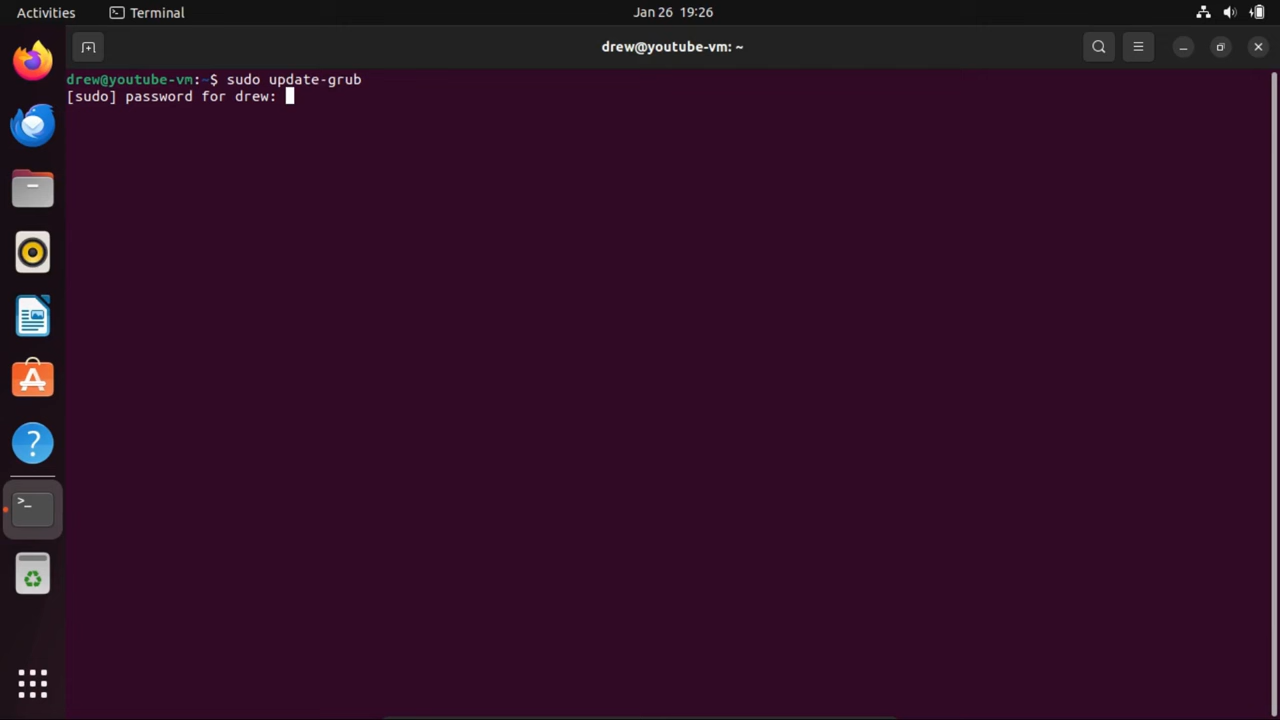 Activities Terminal Jan 26 19:26
drew@youtube-vm: ~
drew@youtube-vm:~$ sudo update-grub
[sudo] password for drew: